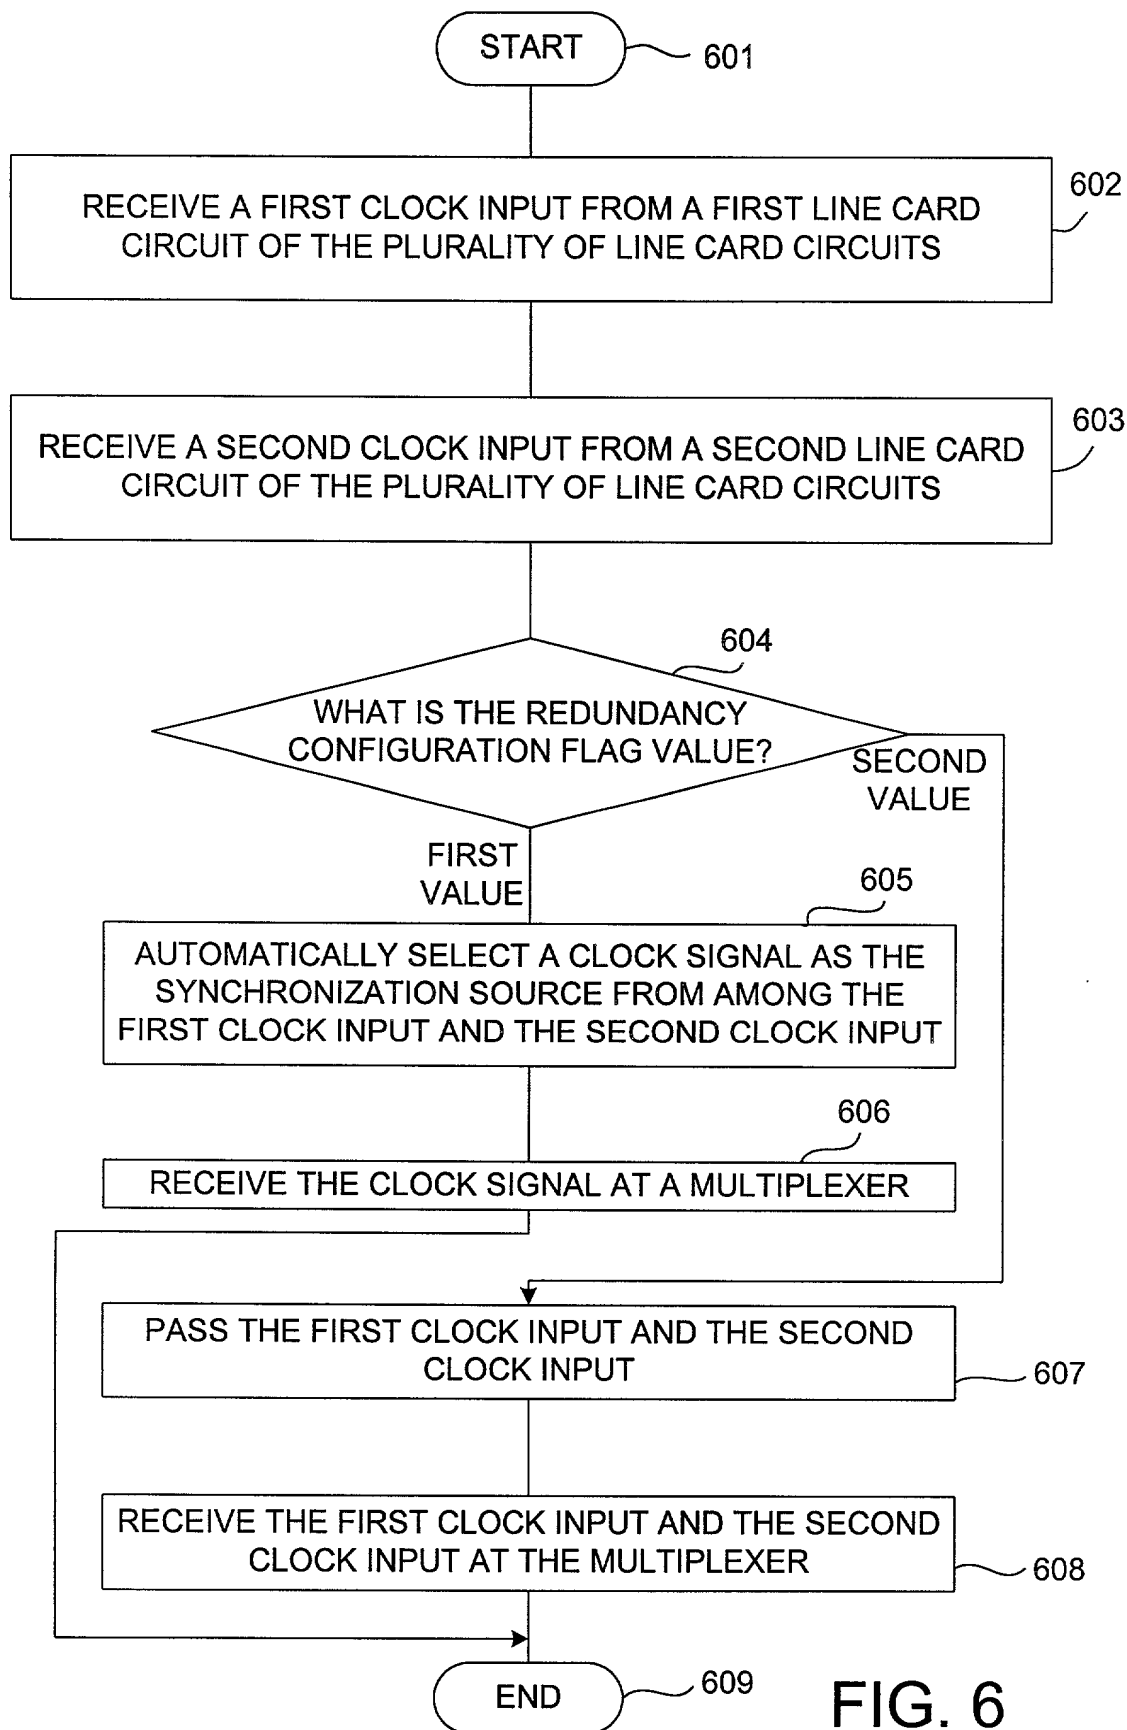 START
601
602
RECEIVE A FIRST CLOCK INPUT FROM A FIRST LINE CARD
CIRCUIT OF THE PLURALITY OF LINE CARD CIRCUITS
603
RECEIVE A SECOND CLOCK INPUT FROM A SECOND LINE CARD
CIRCUIT OF THE PLURALITY OF LINE CARD CIRCUITS
604
WHAT IS THE REDUNDANCY
CONFIGURATION FLAG VALUE?
SECOND
VALUE
FIRST
VALUE
605
AUTOMATICALLY SELECT A CLOCK SIGNAL AS THE
SYNCHRONIZATION SOURCE FROM AMONG THE
FIRST CLOCK INPUT AND THE SECOND CLOCK INPUT
606
RECEIVE THE CLOCK SIGNAL AT A MULTIPLEXER
PASS THE FIRST CLOCK INPUT AND THE SECOND
CLOCK INPUT
607
RECEIVE THE FIRST CLOCK INPUT AND THE SECOND
CLOCK INPUT AT THE MULTIPLEXER
608
END
609
FIG. 6